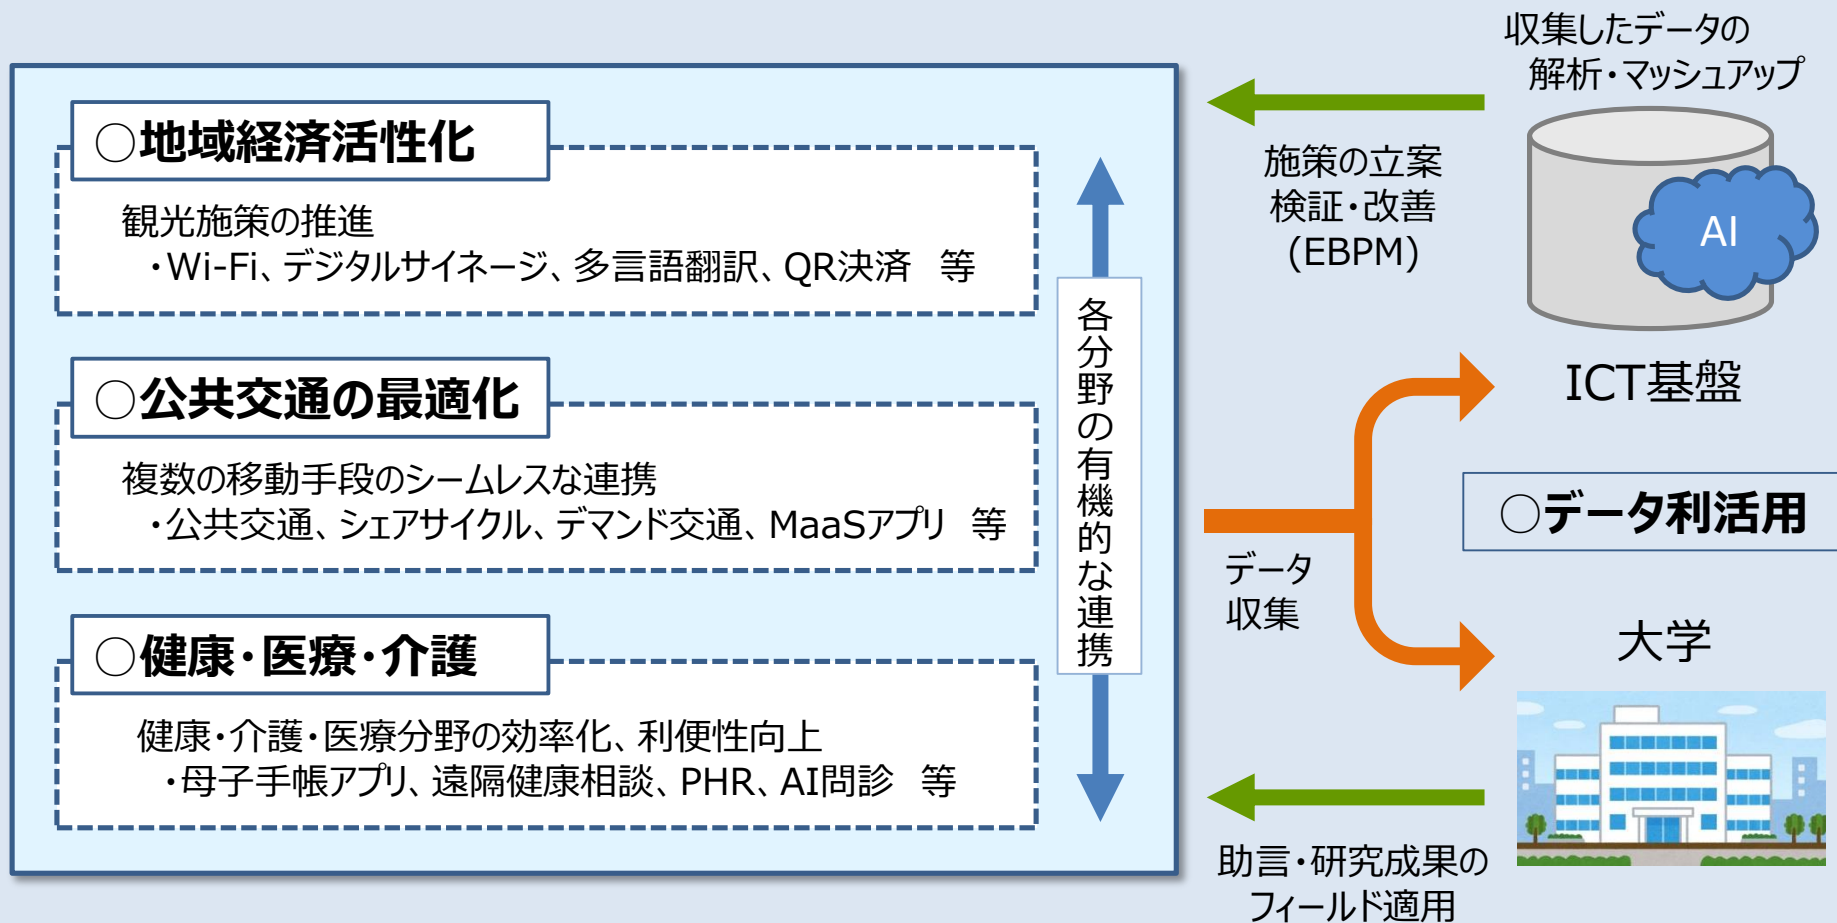 ○地域経済活性化
観光施策の推進
・Wi-Fi、デジタルサイネージ、多言語翻訳、QR決済　等
○公共交通の最適化
複数の移動手段のシームレスな連携
・公共交通、シェアサイクル、デマンド交通、MaaSアプリ　等
○健康・医療・介護
健康・介護・医療分野の効率化、利便性向上
・母子手帳アプリ、遠隔健康相談、PHR、AI問診　等
各分野の有機的な連携
収集したデータの
解析・マッシュアップ
施策の立案
検証・改善
(EBPM)
AI
ICT基盤
○データ利活用
データ
収集
大学
助言・研究成果の
フィールド適用